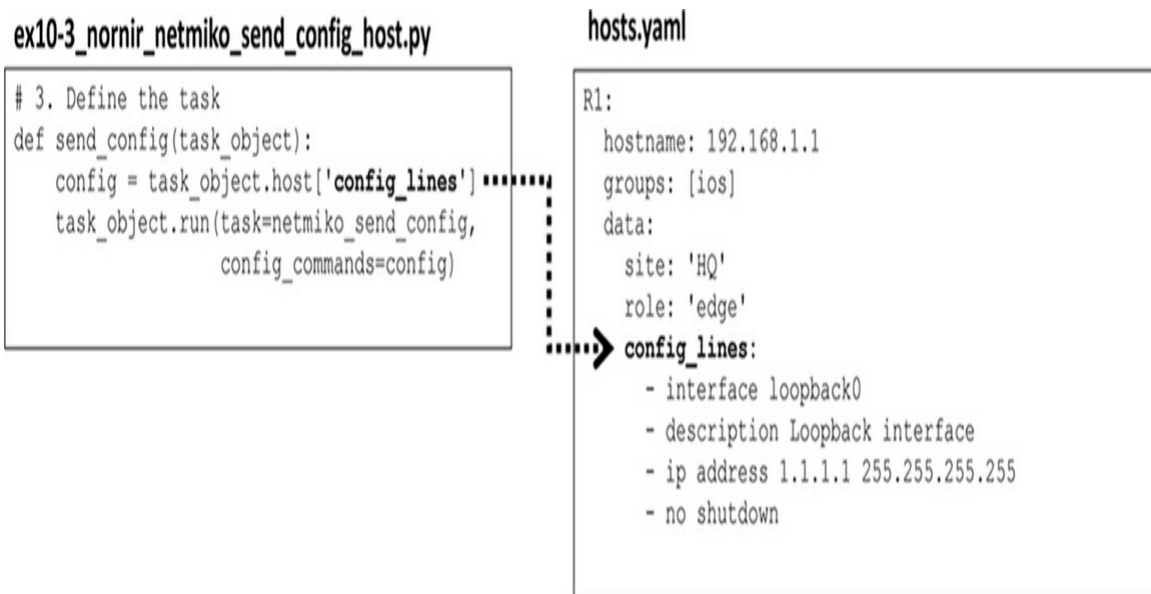 ex10-3_nornir_netmiko_send_config_host.py
# 3. Define the task
def send_config(task_object):
    config = task_object.host['config_lines']
    task_object.run(task=netmiko_send_config,
                    config_commands=config)
hosts.yaml
R1:
  hostname: 192.168.1.1
  groups: [ios]
  data:
    site: 'HQ'
    role: 'edge'
    config_lines:
      - interface loopback0
      - description Loopback interface
      - ip address 1.1.1.1 255.255.255.255
      - no shutdown